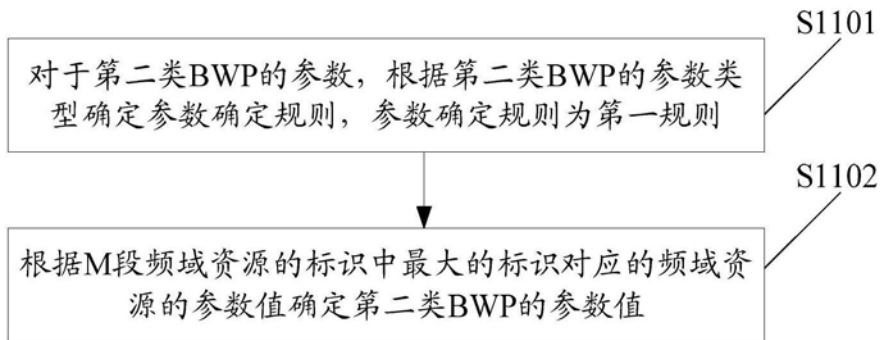 S1101
对于第二类BWP的参数，根据第二类BWP的参数类
型确定参数确定规则，参数确定规则为第一规则
S1102
根据M段频域资源的标识中最大的标识对应的频域资
源的参数值确定第二类BWP的参数值